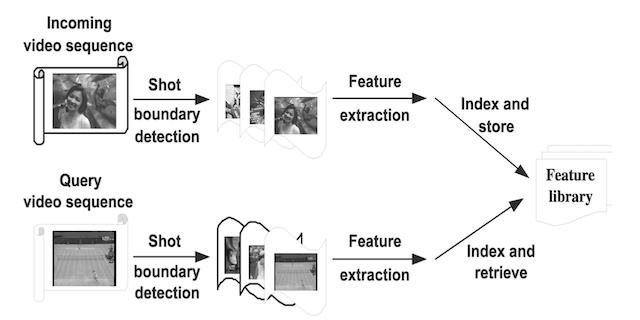 Incoming
video sequence
Shot
boundary
detection
Feature
extraction
Index and
store
Feature
library
Query
video sequence
Shot
boundary
detection
Feature
extraction
Index and
retrieve